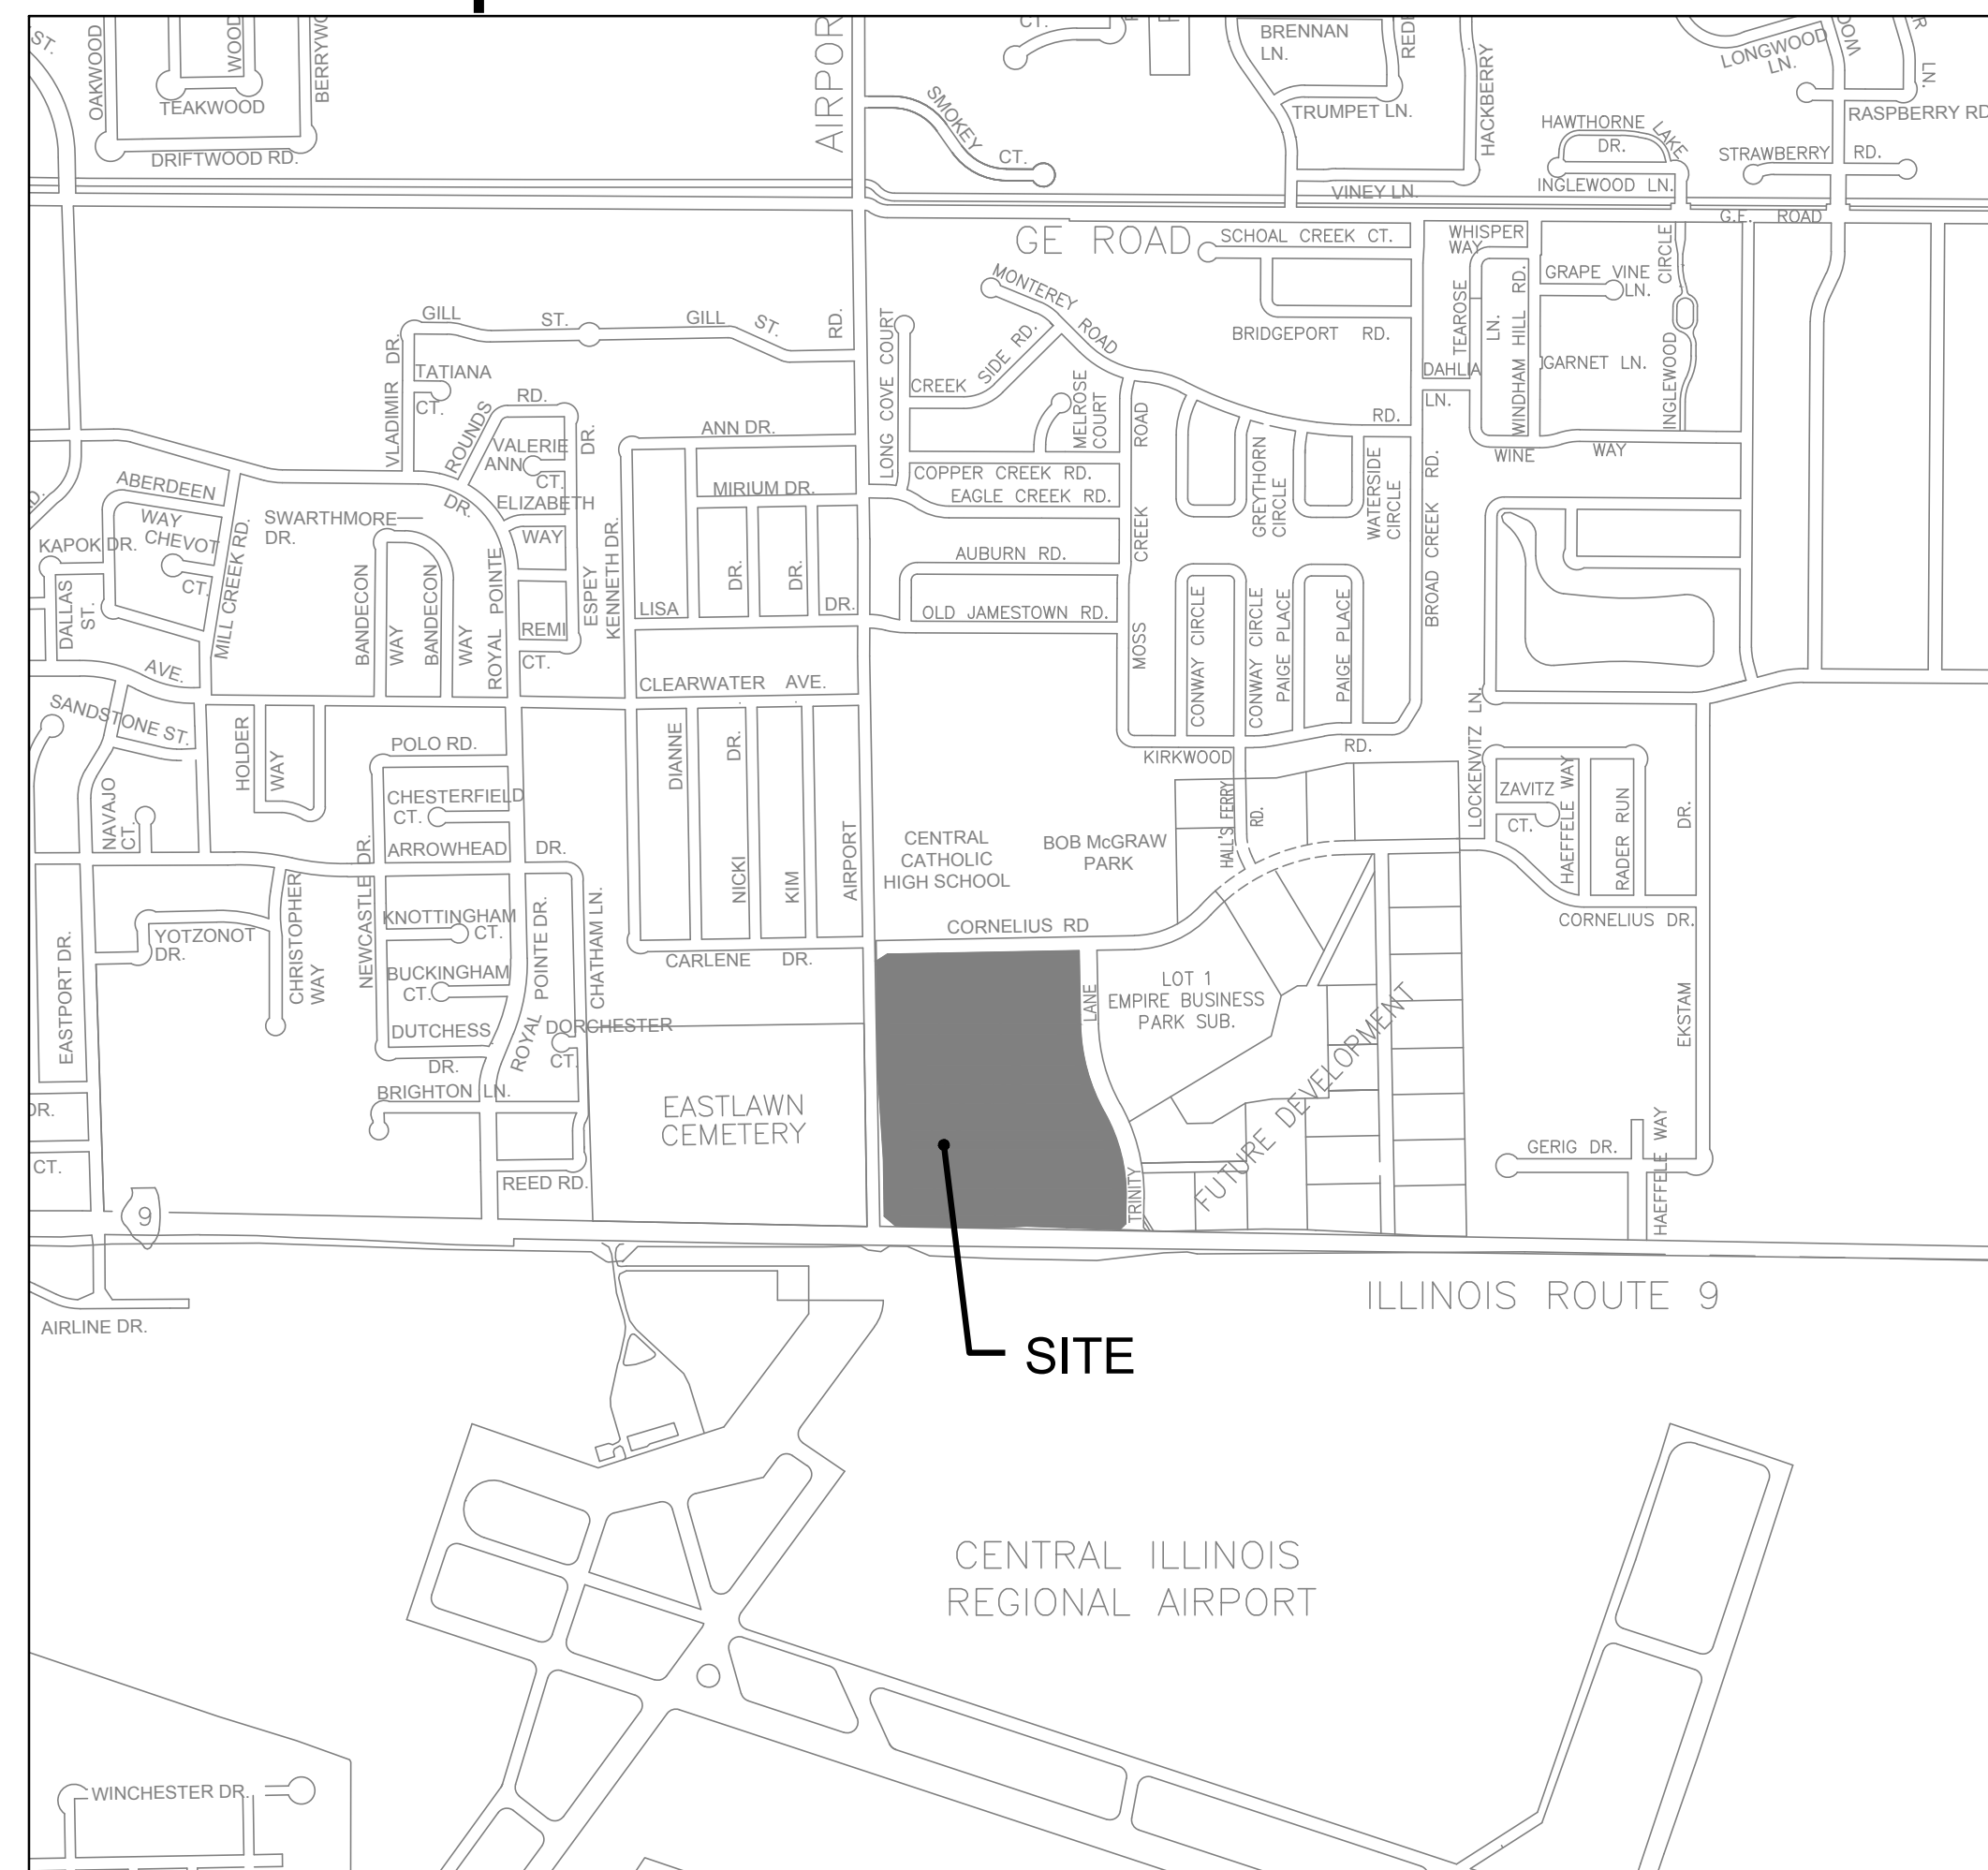 ST.
OAKWOOD
WOOD
BERRYWO
TEAKWOOD
DRIFTWOOD RD.
AIRPOR
SMOKEY
CT.
CT.
BRENNAN
LN.
REDB
TRUMPET LN.
HACKBERRY
VINEY LN.
HAWTHORNE
DR.
LAKE
INGLEWOOD LN.
LONGWOOD
LN.
LN.
RASPBERRY RD
STRAWBERRY RD.
G.E. ROAD
GE ROAD
SCHOAL CREEK CT.
WHISPER
WAY
MONTEREY
ROAD
BRIDGEPORT RD.
TEAROSE
LN.
WINDHAM HILL RD.
GRAPE VINE
LN.
CIRCLE
INGLEWOOD
GARNET LN.
DAHLIA
LN.
GILL ST.
GILL ST.
RD.
VLADIMIR DR.
TATIANA
CT.
ROUNDS
RD.
VALERIE
ANN
CT.
DR.
ELIZABETH
WAY
ANN DR.
MIRIUM DR.
LONG COVE COURT
CREEK
SIDE RD.
MELROSE
COURT
ROAD
RD.
COPPER CREEK RD.
EAGLE CREEK RD.
GREYTHORN
CIRCLE
WATERSIDE
CIRCLE
BROAD CREEK RD.
WINE WAY
ABERDEEN
WAY
CHEVOT
CT.
KAPOK DR.
SWARTHMORE
DR.
DR.
MILL CREEK RD.
BANDECON
WAY
BANDECON
WAY
ROYAL POINTE
REMI
CT.
ESPEY
KENNETH DR.
LISA
DR.
DR.
DR.
AUBURN RD.
OLD JAMESTOWN RD.
CREEK
MOSS
CONWAY CIRCLE
CONWAY CIRCLE
PAIGE PLACE
PAIGE PLACE
DALLAS
ST.
AVE.
SANDSTONE ST.
CLEARWATER AVE.
HOLDER
WAY
POLO RD.
CHESTERFIELD
CT.
DIANNE
DR.
NICKI
KIM
AIRPORT
KIRKWOOD RD.
HALL'S FERRY
RD.
LOCKENVITZ LN.
ZAVITZ
CT.
HAEFFELE WAY
RADER RUN
DR.
NAVAJO
CT.
NEWCASTLE DR.
ARROWHEAD DR.
CENTRAL
CATHOLIC
HIGH SCHOOL
BOB McGRAW
PARK
CORNELIUS RD
CORNELIUS DR.
YOTZONOT
DR.
CHRISTOPHER
WAY
KNOTTINGHAM
CT.
BUCKINGHAM
CT.
POINTE DR.
ROYAL
CHATHAM LN.
CARLENE DR.
EASTPORT DR.
DUTCHESS
DR.
DORCHESTER
CT.
LANE
LOT 1
EMPIRE BUSINESS
PARK SUB.
FUTURE DEVELOPMENT
EKSTAM
BRIGHTON LN.
EASTLAWN
CEMETERY
DR.
CT.
REED RD.
TRINITY
GERIG DR.
HAEFFELE WAY
9
ILLINOIS ROUTE 9
AIRLINE DR.
SITE
CENTRAL ILLINOIS
REGIONAL AIRPORT
WINCHESTER DR.